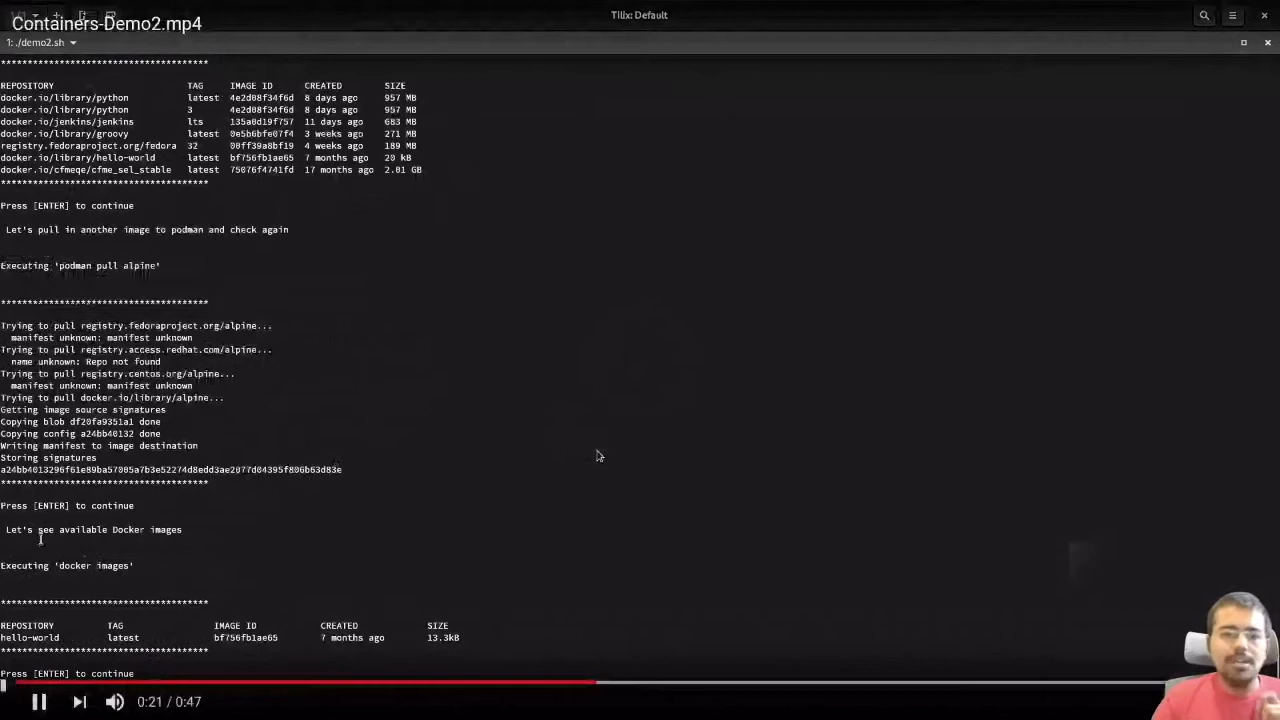 Containers-Demo2.mp4
Tilix: Default
1: ./demo2.sh
***************************************
REPOSITORY TAG IMAGE ID CREATED SIZE
docker.io/library/python latest 4e2d08f34f6d 8 days ago 957 MB
docker.io/library/python 3 4e2d08f34f6d 8 days ago 957 MB
docker.io/jenkins/jenkins lts 135a0d19f757 11 days ago 683 MB
docker.io/library/groovy latest 0e5b6bfe07f4 3 weeks ago 271 MB
registry.fedoraproject.org/fedora 32 00ff39a8bf19 4 weeks ago 189 MB
docker.io/library/hello-world latest bf756fb1ae65 7 months ago 20 kB
docker.io/cfmeqe/cfme_sel_stable latest 75076f4741fd 17 months ago 2.01 GB
***************************************
Press [ENTER] to continue
Let's pull in another image to podman and check again
Executing 'podman pull alpine'
***************************************
Trying to pull registry.fedoraproject.org/alpine...
manifest unknown: manifest unknown
Trying to pull registry.access.redhat.com/alpine...
name unknown: Repo not found
Trying to pull registry.centos.org/alpine...
manifest unknown: manifest unknown
Trying to pull docker.io/library/alpine...
Getting image source signatures
Copying blob df20fa9351a1 done
Copying config a24bb40132 done
Writing manifest to image destination
Storing signatures
a24bb4013296f61e89ba57005a7b3e52274d8edd3ae2077d04395f806b63d83e
***************************************
Press [ENTER] to continue
Let's see available Docker images
Executing 'docker images'
***************************************
REPOSITORY TAG IMAGE ID CREATED SIZE
hello-world latest bf756fb1ae65 7 months ago 13.3kB
***************************************
Press [ENTER] to continue
0:21 / 0:47